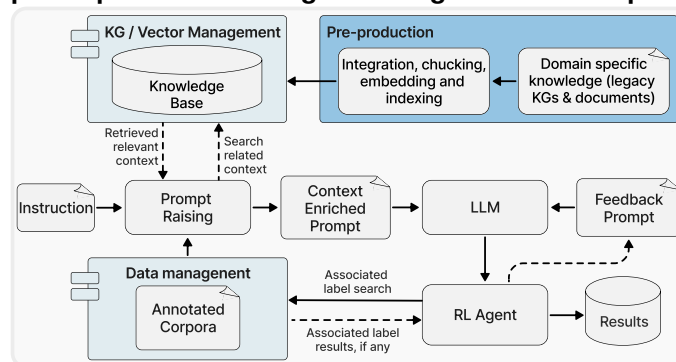 KG / Vector Management
Pre-production
Knowledge
Base
Integration, chucking,
embedding and
indexing
Domain specific
knowledge (legacy
KGs & documents)
Retrieved
relevant
context
Search
related
context
Instruction
Prompt
Raising
Context
Enriched
Prompt
LLM
Feedback
Prompt
Data management
Annotated
Corpora
Associated
label search
Associated label
results, if any
RL Agent
Results